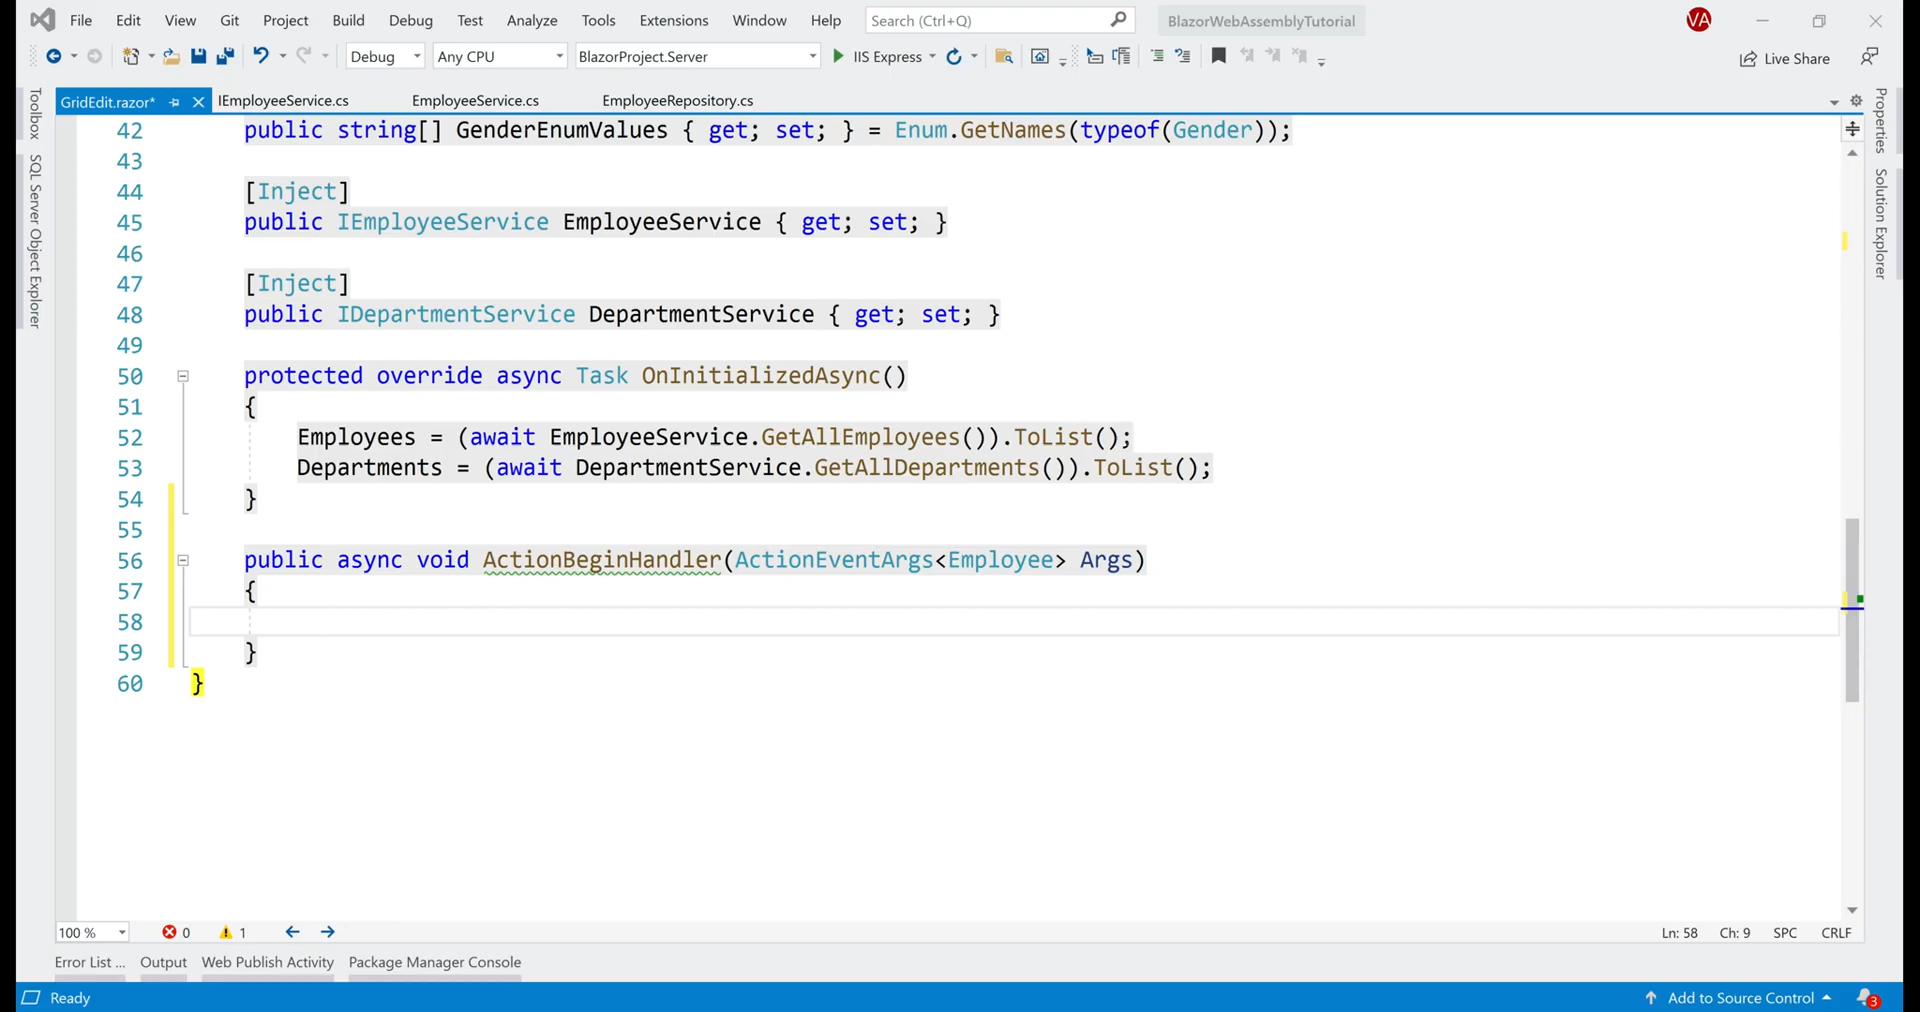 File Edit View Git Project Build Debug Test Analyze Tools Extensions Window Help Search (Ctrl+Q) BlazorWebAssemblyTutorial VA
Debug Any CPU BlazorProject.Server IIS Express Live Share
GridEdit.razor* IEmployeeService.cs EmployeeService.cs EmployeeRepository.cs
Toolbox
SQL Server Object Explorer
Properties
Solution Explorer
42 public string[] GenderEnumValues { get; set; } = Enum.GetNames(typeof(Gender));
43
44 [Inject]
45 public IEmployeeService EmployeeService { get; set; }
46
47 [Inject]
48 public IDepartmentService DepartmentService { get; set; }
49
50 protected override async Task OnInitializedAsync()
51 {
52 Employees = (await EmployeeService.GetAllEmployees()).ToList();
53 Departments = (await DepartmentService.GetAllDepartments()).ToList();
54 }
55
56 public async void ActionBeginHandler(ActionEventArgs<Employee> Args)
57 {
58
59 }
60 }
100 % 0 1 Ln: 58 Ch: 9 SPC CRLF
Error List ... Output Web Publish Activity Package Manager Console
Ready Add to Source Control 3